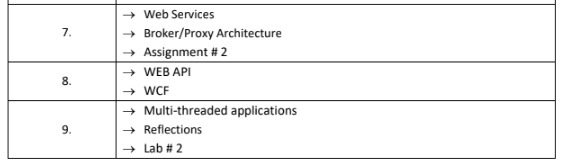 7.
→ Web Services
→ Broker/Proxy Architecture
→ Assignment # 2
8.
→ WEB API
→ WCF
9.
→ Multi-threaded applications
→ Reflections
→ Lab # 2